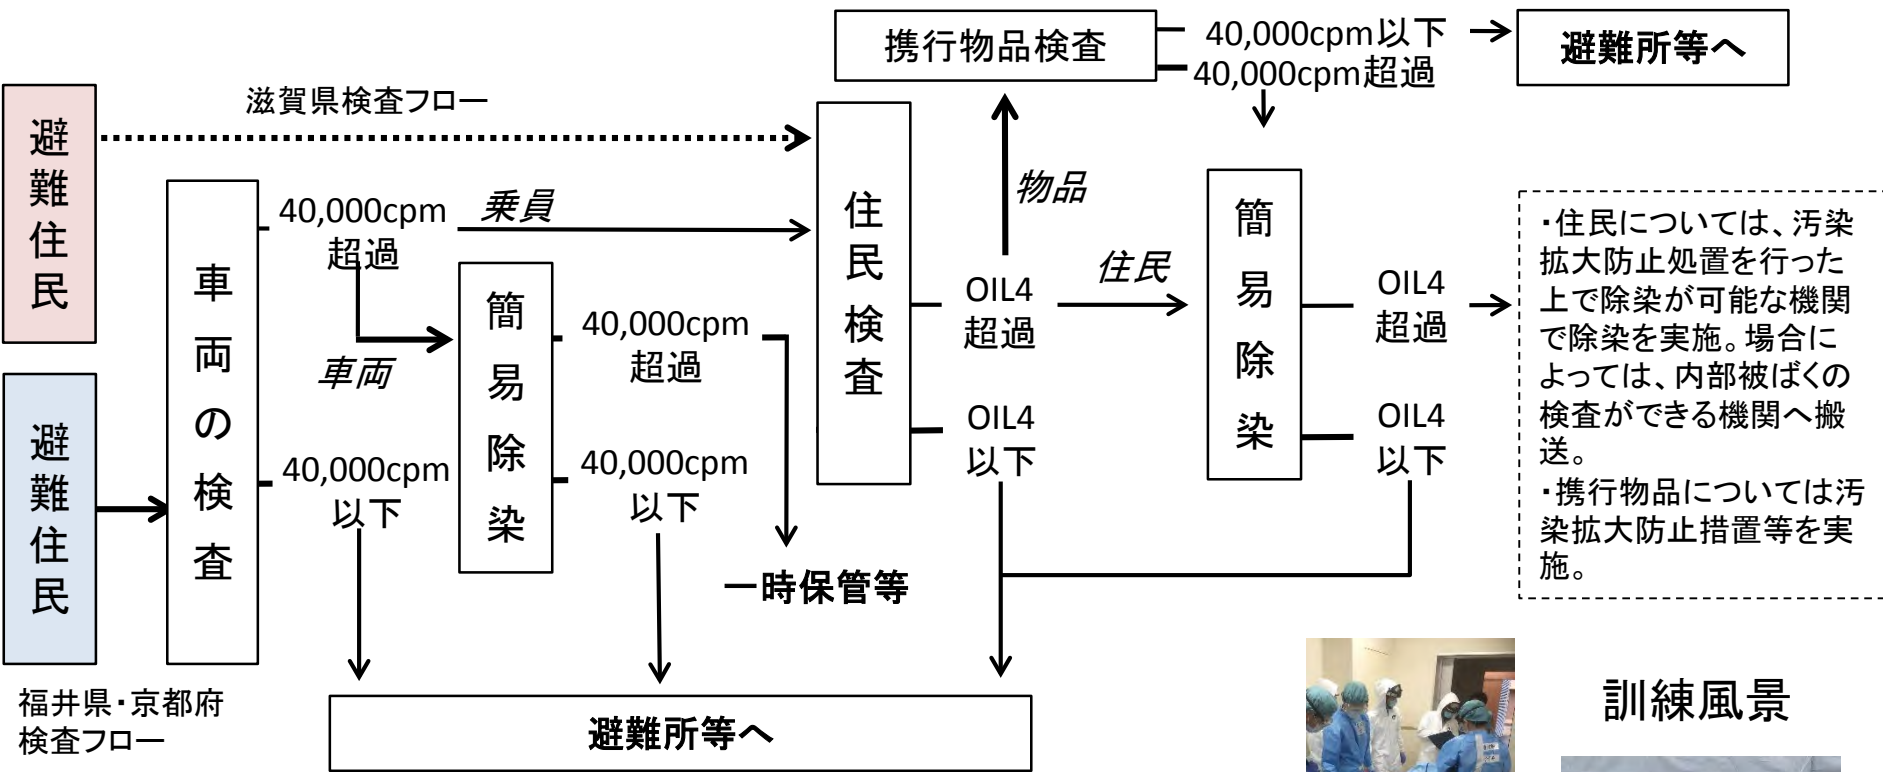 携行物品検査
40,000cpm以下
40,000cpm超過
避難所等へ
滋賀県検査フロー
避難住民
避難住民
福井県・京都府
検査フロー
車両の検査
40,000cpm
超過
乗員
車両
40,000cpm
以下
簡易除染
40,000cpm
超過
40,000cpm
以下
一時保管等
住民検査
物品
OIL4
超過
住民
OIL4
以下
簡易除染
OIL4
超過
OIL4
以下
・住民については、汚染
拡大防止処置を行った
上で除染が可能な機関
で除染を実施。場合に
よっては、内部被ばくの
検査ができる機関へ搬
送。
・携行物品については汚
染拡大防止措置等を実
施。
避難所等へ
訓練風景